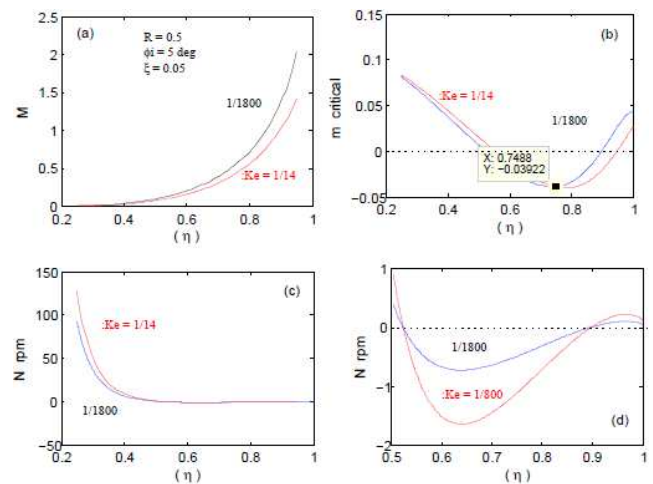 (a)
R = 0.5
ϕi = 5 deg
ξ = 0.05
1/1800
:Ke = 1/14
M
2.5
2
1.5
1
0.5
0
0.2 0.4 0.6 0.8 1
( η )
(b)
:Ke = 1/14
1/1800
X: 0.7488
Y: -0.03922
m critical
0.15
0.1
0.05
0
-0.05
0.2 0.4 0.6 0.8 1
( η )
(c)
:Ke = 1/14
1/1800
N rpm
150
100
50
0
-50
0.2 0.4 0.6 0.8 1
( η )
1/1800
:Ke = 1/800
(d)
N rpm
1
0
-1
-2
0.5 0.6 0.7 0.8 0.9 1
( η )